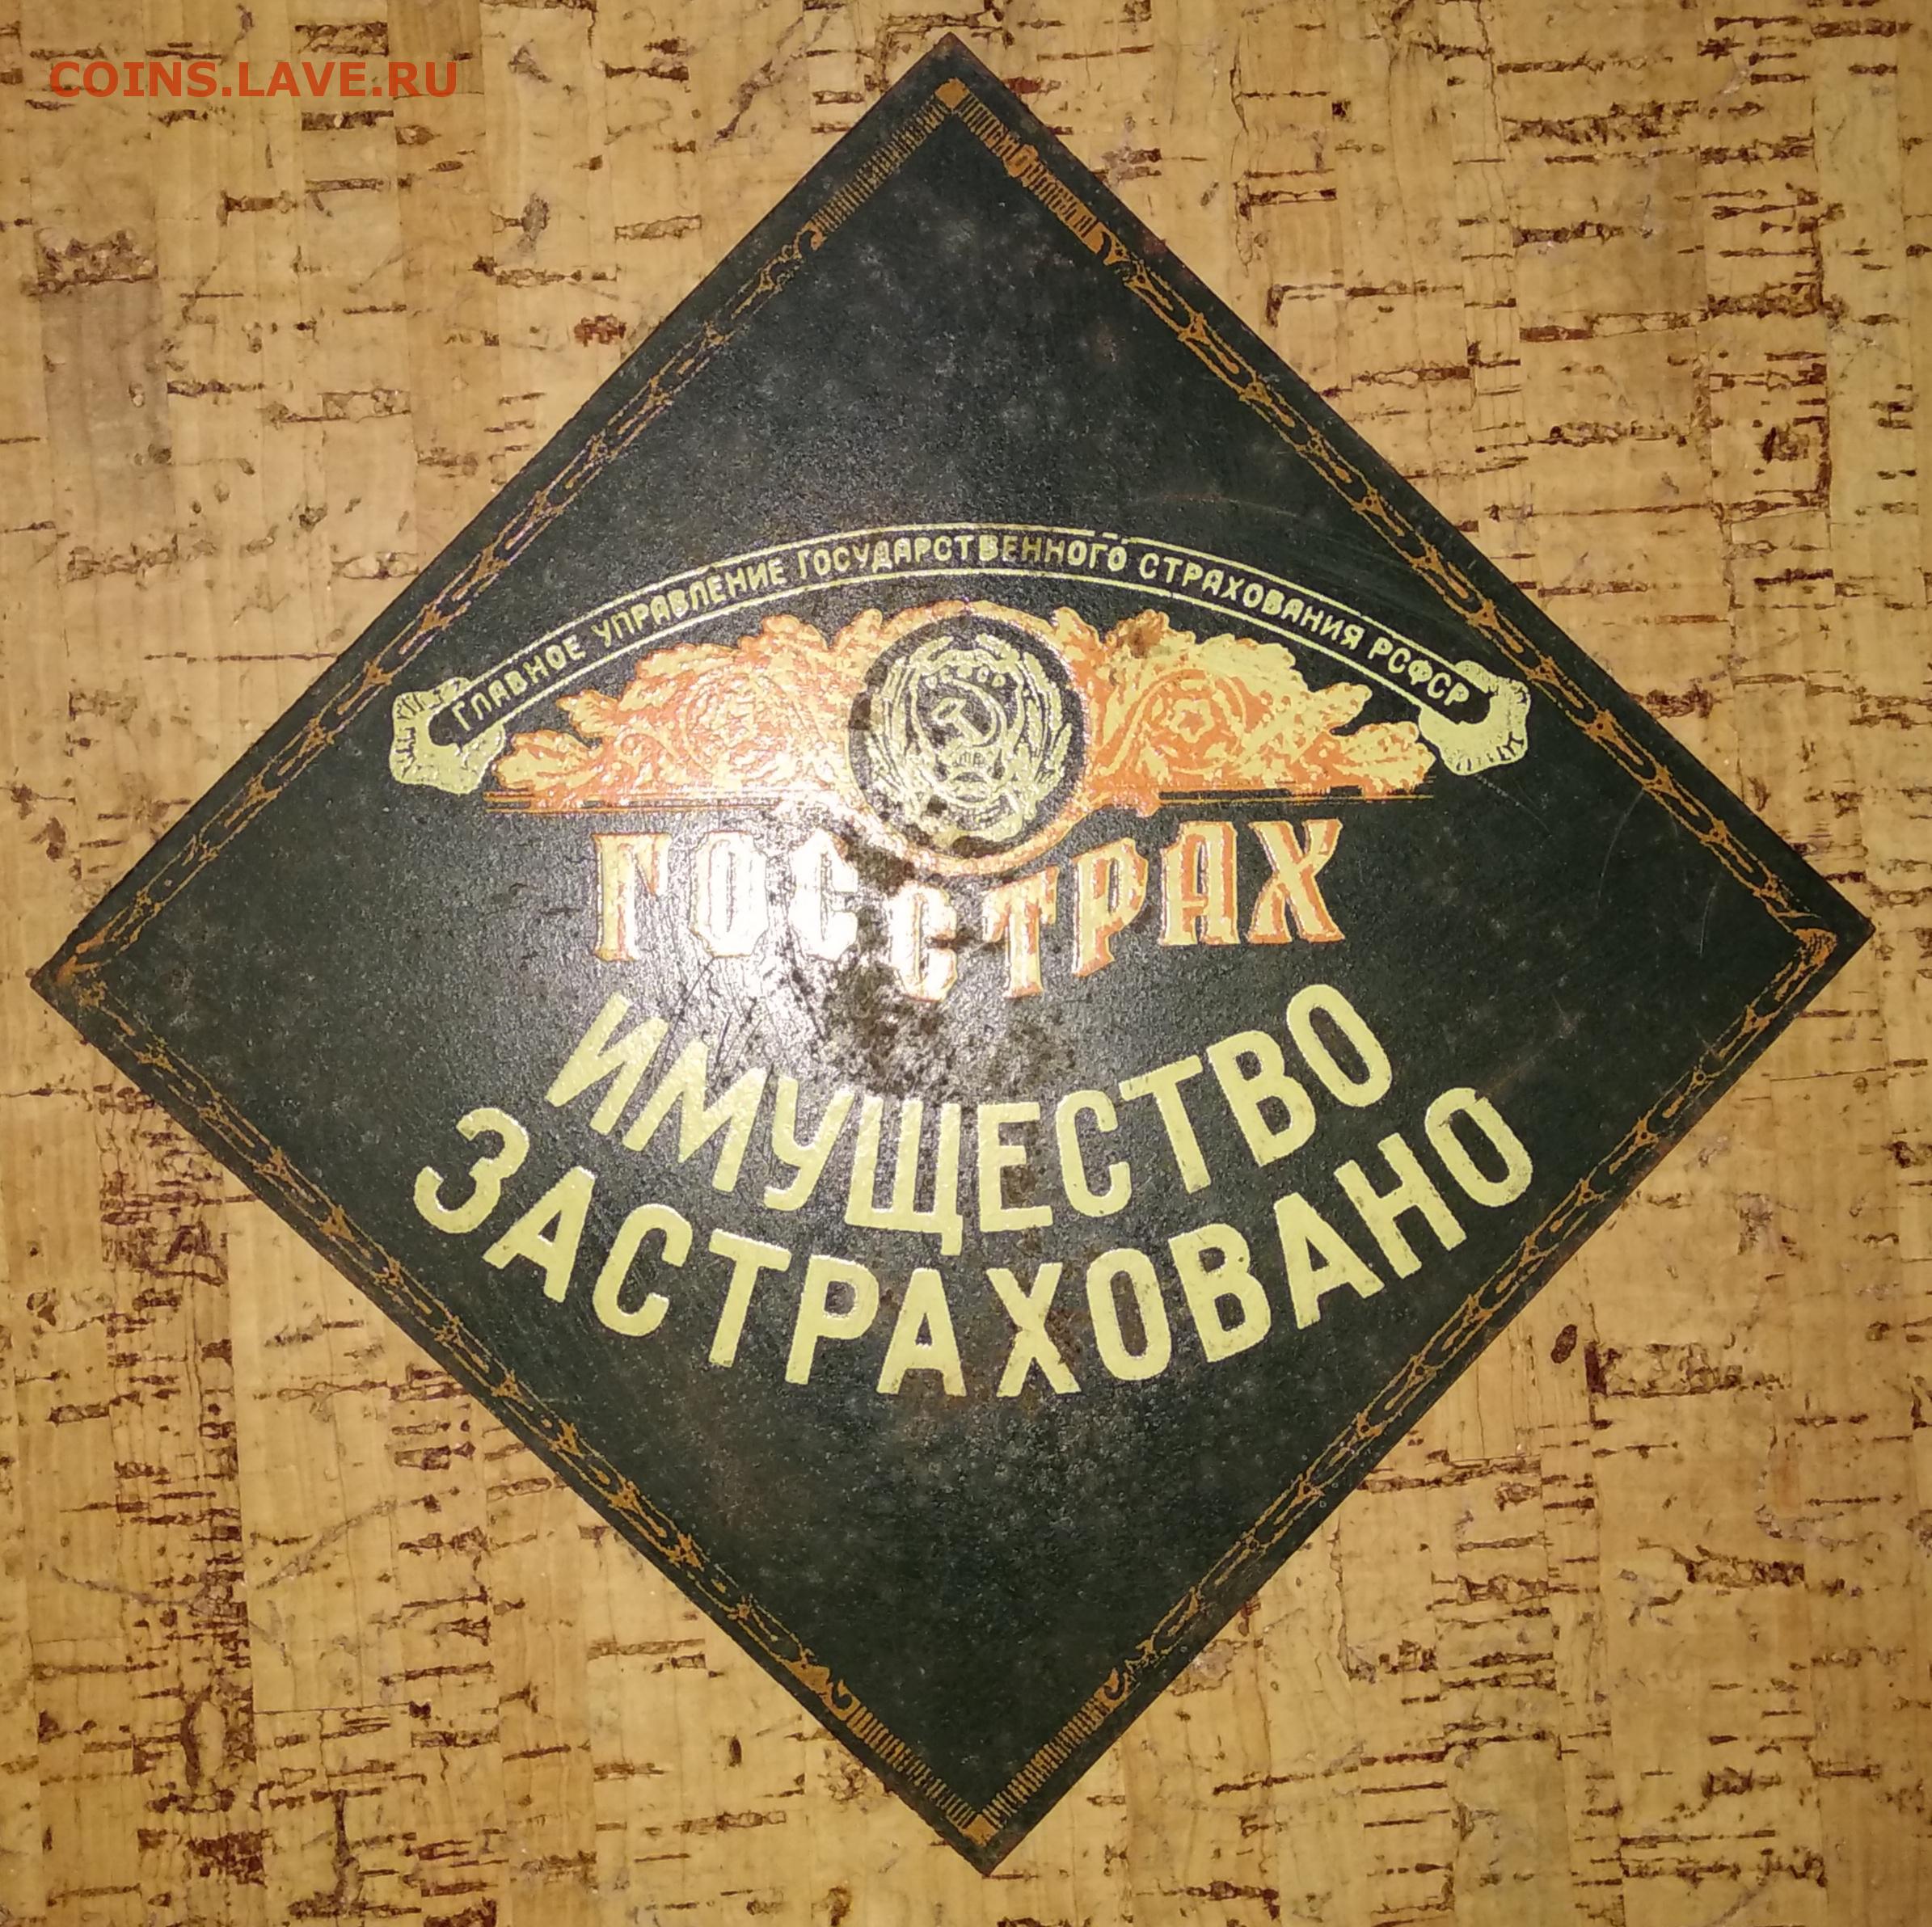 COINS.LAVE.RU
ГЛАВНОЕ УПРАВЛЕНИЕ ГОСУДАРСТВЕННОГО СТРАХОВАНИЯ РСФСР
ГОССТРАХ
ИМУЩЕСТВО
ЗАСТРАХОВАНО